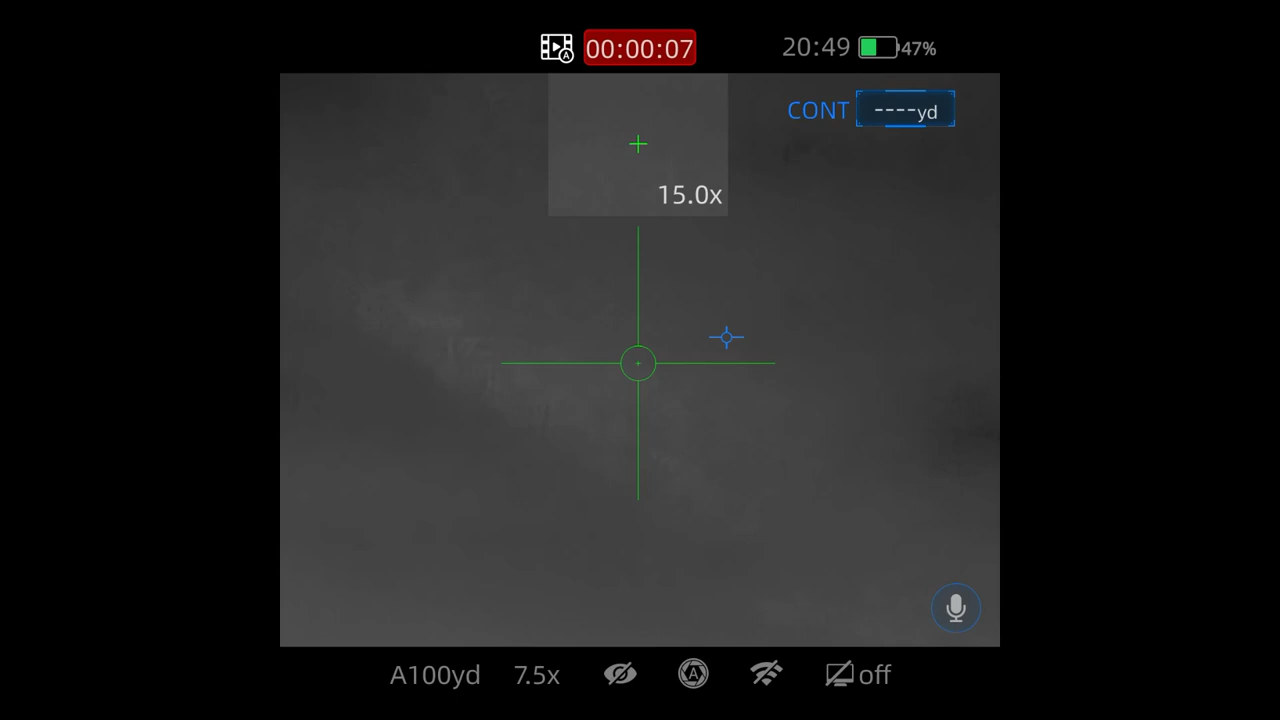 00:00:07
20:49
47%
CONT ----yd
15.0x
A100yd 7.5x A off